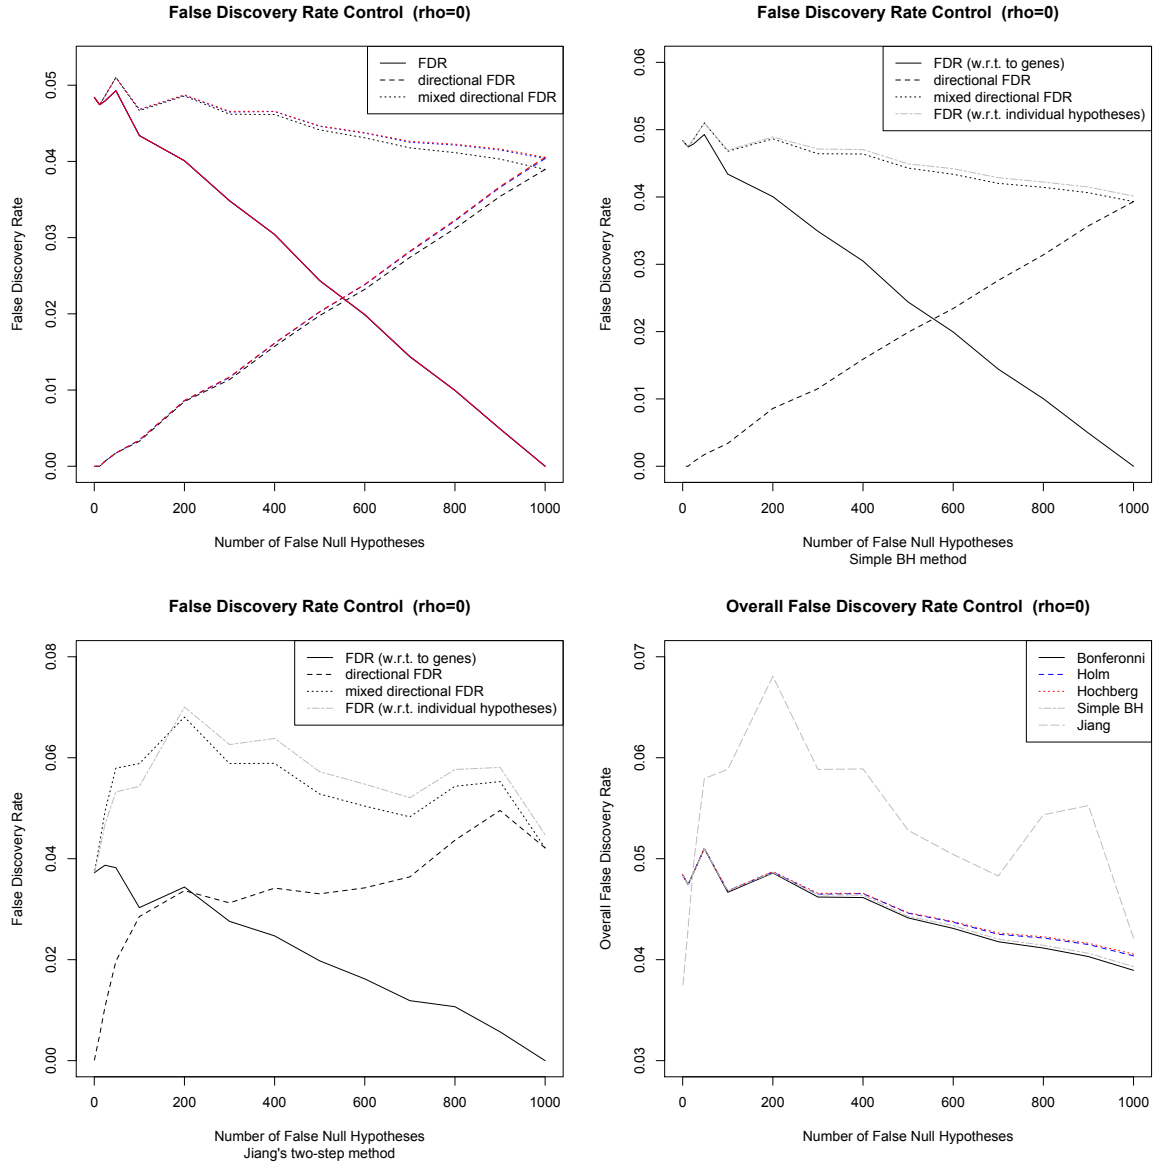 False Discovery Rate Control (rho=0)
FDR
directional FDR
mixed directional FDR
False Discovery Rate
0.05
0.04
0.03
0.02
0.01
0.00
0 200 400 600 800 1000
Number of False Null Hypotheses
False Discovery Rate Control (rho=0)
FDR (w.r.t. to genes)
directional FDR
mixed directional FDR
FDR (w.r.t. individual hypotheses)
False Discovery Rate
0.06
0.05
0.04
0.03
0.02
0.01
0.00
0 200 400 600 800 1000
Number of False Null Hypotheses
Simple BH method
False Discovery Rate Control (rho=0)
FDR (w.r.t. to genes)
directional FDR
mixed directional FDR
FDR (w.r.t. individual hypotheses)
False Discovery Rate
0.08
0.06
0.04
0.02
0.00
0 200 400 600 800 1000
Number of False Null Hypotheses
Jiang's two-step method
Overall False Discovery Rate Control (rho=0)
Bonferonni
Holm
Hochberg
Simple BH
Jiang
Overall False Discovery Rate
0.07
0.06
0.05
0.04
0.03
0 200 400 600 800 1000
Number of False Null Hypotheses